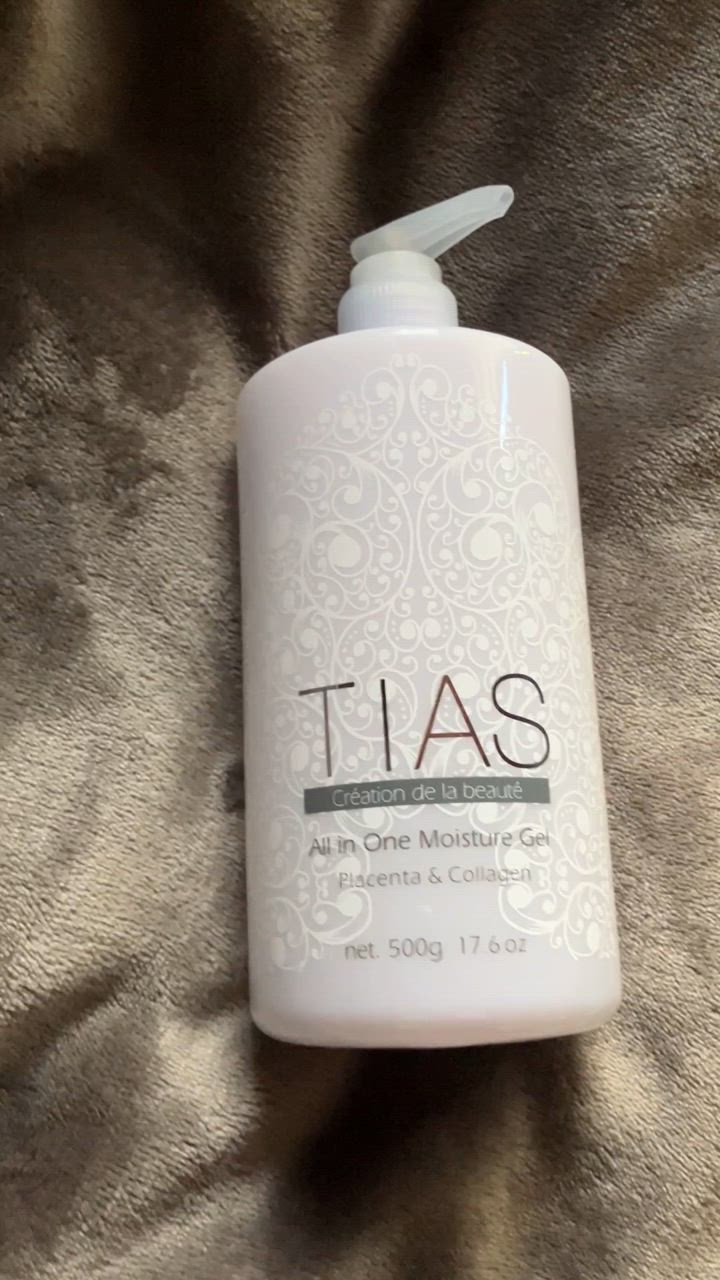 TIAS
Création de la beauté
All in One Moisture Gel
Placenta & Collagen
net. 500g 17.6 oz